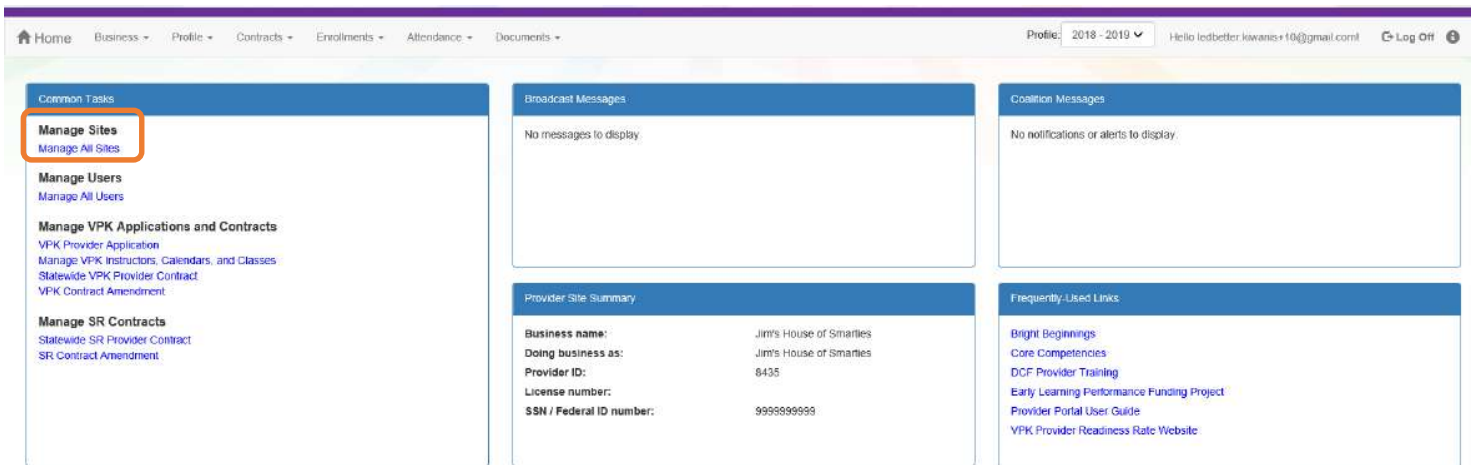 Home Business Profile Contracts Enrollments Attendance Documents Profile: 2018 - 2019 Hello ledbetter.kiwanis+10@gmail.com! Log Off
Common Tasks
Manage Sites
Manage All Sites
Manage Users
Manage All Users
Manage VPK Applications and Contracts
VPK Provider Application
Manage VPK Instructors, Calendars, and Classes
Statewide VPK Provider Contract
VPK Contract Amendment
Manage SR Contracts
Statewide SR Provider Contract
SR Contract Amendment
Broadcast Messages
No messages to display.
Coalition Messages
No notifications or alerts to display.
Provider Site Summary
Business name: Jim's House of Smarties
Doing business as: Jim's House of Smarties
Provider ID: 8435
License number:
SSN / Federal ID number: 9999999999
Frequently-Used Links
Bright Beginnings
Core Competencies
DCF Provider Training
Early Learning Performance Funding Project
Provider Portal User Guide
VPK Provider Readiness Rate Website